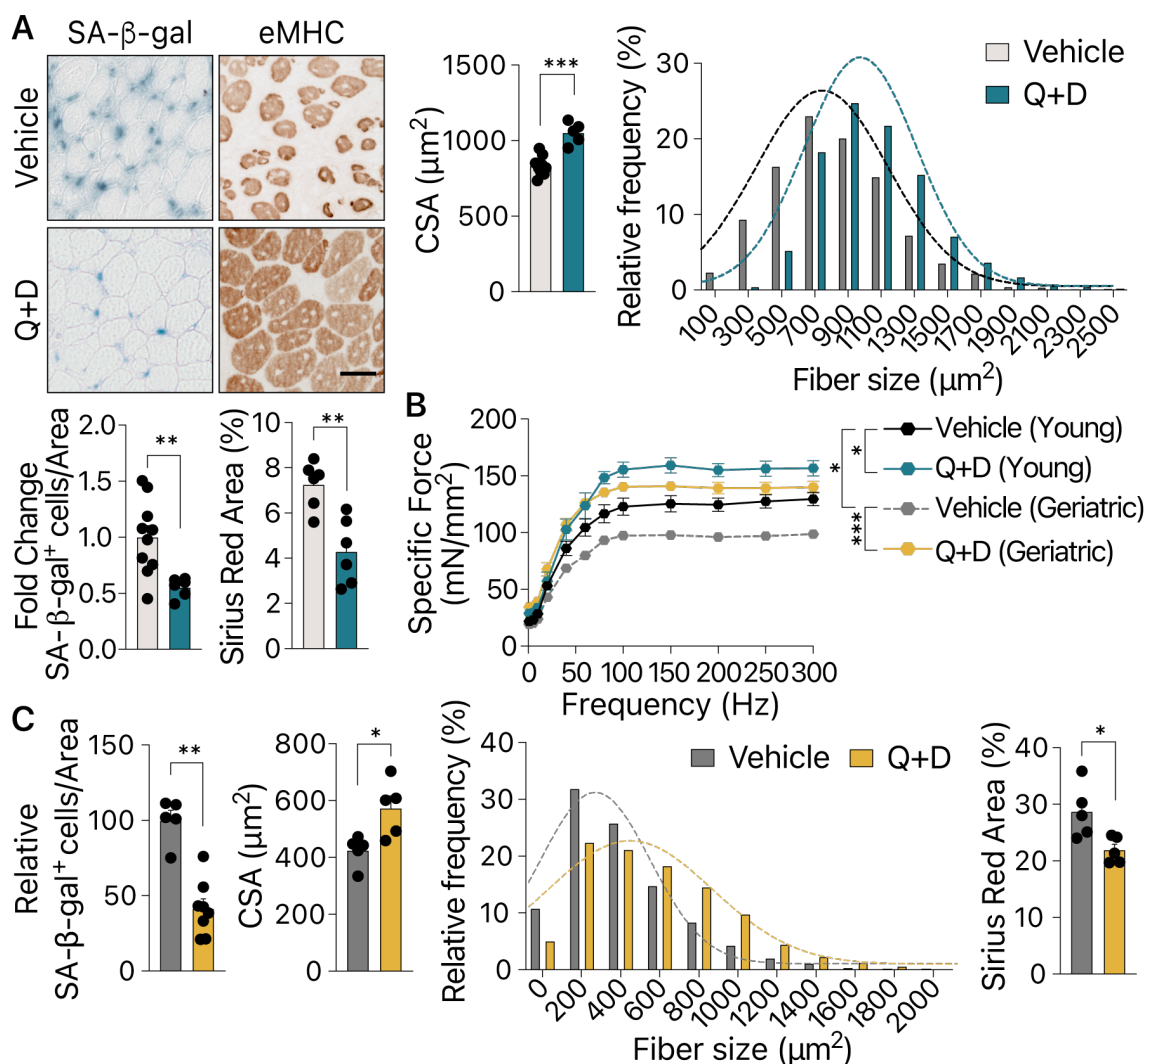 A
SA-β-gal
eMHC
Vehicle
Q+D
CSA (µm²)
1500
1000
500
0
***
Relative frequency (%)
30
20
10
0
Vehicle
Q+D
100
300
500
700
900
1100
1300
1500
1700
1900
2100
2300
2500
Fiber size (µm²)
Fold Change
SA-β-gal⁺ cells/Area
2.0
1.5
1.0
0.5
0.0
**
Sirius Red Area (%)
10
8
6
4
2
0
**
B
Specific Force
(mN/mm²)
200
150
100
50
0
0 50 100 150 200 250 300
Frequency (Hz)
Vehicle (Young)
Q+D (Young)
Vehicle (Geriatric)
Q+D (Geriatric)
*
*
***
C
Relative
SA-β-gal⁺ cells/Area
150
100
50
0
**
CSA (µm²)
800
600
400
200
0
*
Relative frequency (%)
40
30
20
10
0
Vehicle
Q+D
0
200
400
600
800
1000
1200
1400
1600
1800
2000
Fiber size (µm²)
Sirius Red Area (%)
40
30
20
10
0
*